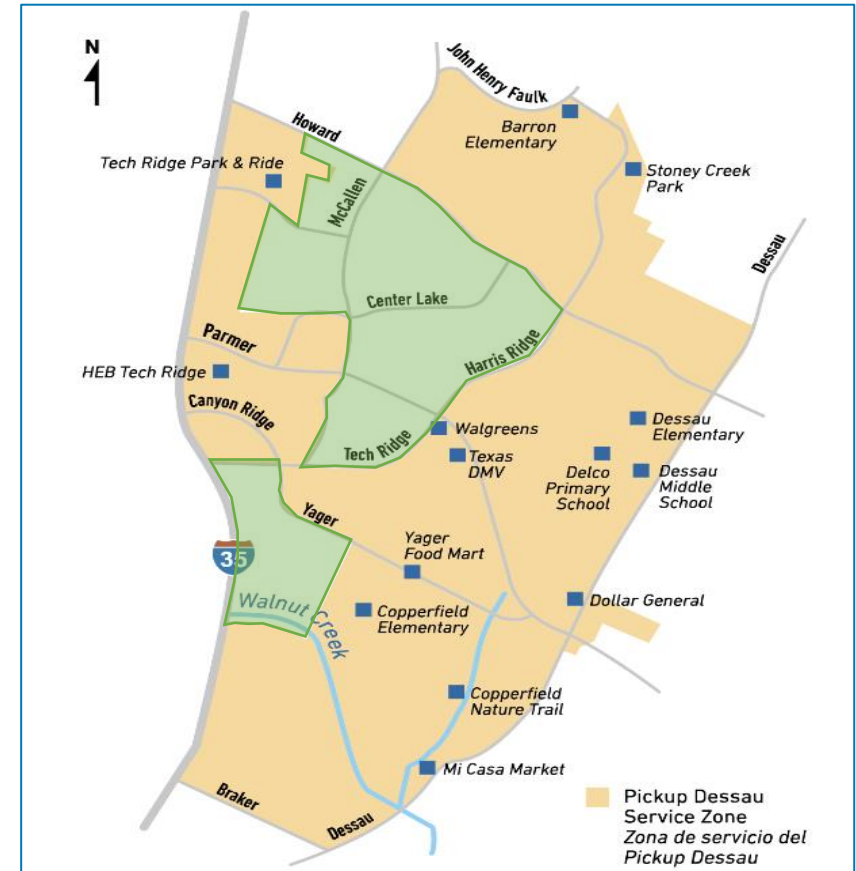 N
John Henry Faulk
Howard
Barron
Elementary
Tech Ridge Park & Ride
Stoney Creek
Park
McCallen
Dessau
Center Lake
Parmer
Harris Ridge
HEB Tech Ridge
Canyon Ridge
Walgreens
Dessau
Elementary
Tech Ridge
Texas
DMV
Delco
Primary
School
Dessau
Middle
School
Yager
Yager
Food Mart
35
Walnut Creek
Copperfield
Elementary
Dollar General
Copperfield
Nature Trail
Mi Casa Market
Braker
Dessau
Pickup Dessau
Service Zone
Zona de servicio del
Pickup Dessau